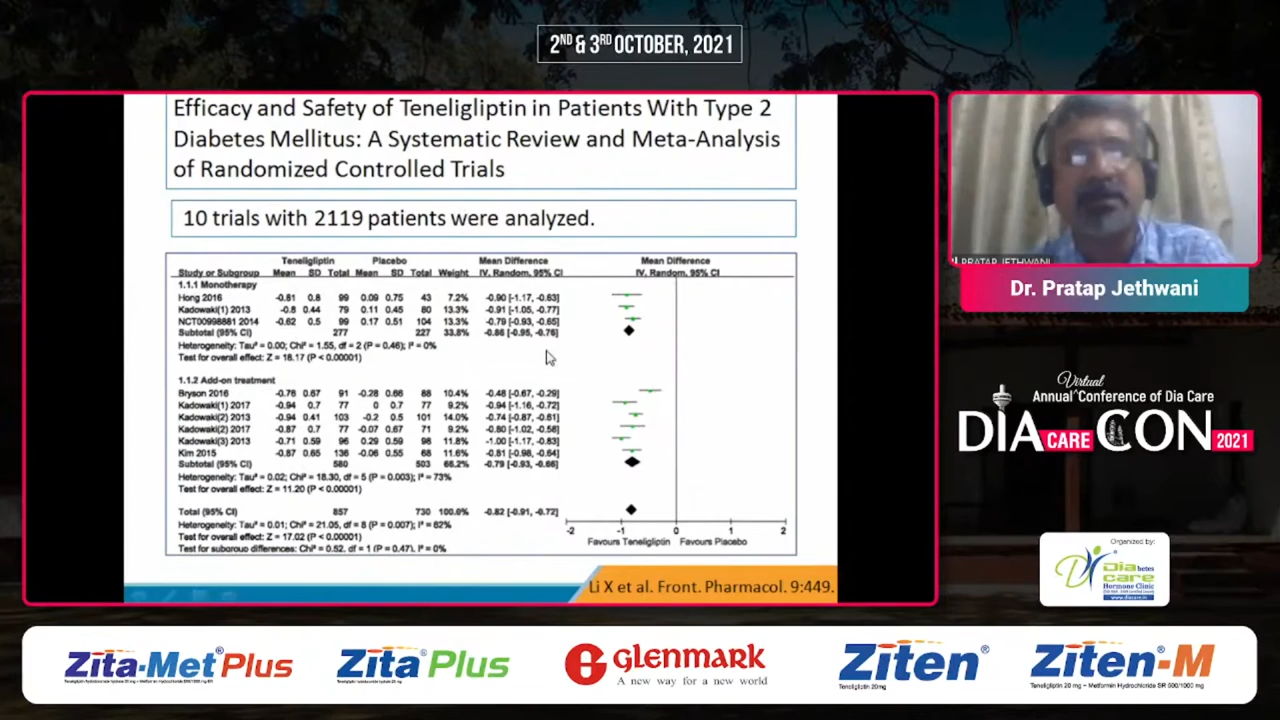 2ND & 3RD OCTOBER, 2021
Efficacy and Safety of Teneligliptin in Patients With Type 2
Diabetes Mellitus: A Systematic Review and Meta-Analysis
of Randomized Controlled Trials
10 trials with 2119 patients were analyzed.
Teneligliptin Placebo Mean Difference Mean Difference
Study or Subgroup Mean SD Total Mean SD Total Weight IV. Random, 95% CI IV. Random, 95% CI
1.1.1 Monotherapy
Hong 2016 -0.81 0.8 99 0.09 0.75 43 7.2% -0.90 [-1.17, -0.63]
Kadowaki(1) 2013 -0.8 0.44 79 0.11 0.45 80 13.3% -0.91 [-1.05, -0.77]
NCT00998881 2014 -0.62 0.5 99 0.17 0.51 104 13.3% -0.79 [-0.93, -0.65]
Subtotal (95% CI) 277 227 33.8% -0.86 [-0.95, -0.76]
Heterogeneity: Tau² = 0.00; Chi² = 1.55, df = 2 (P = 0.46); I² = 0%
Test for overall effect: Z = 18.17 (P < 0.00001)
1.1.2 Add-on treatment
Bryson 2016 -0.76 0.67 91 -0.28 0.66 88 10.4% -0.48 [-0.67, -0.29]
Kadowaki(1) 2017 -0.94 0.7 77 0 0.7 77 9.2% -0.94 [-1.16, -0.72]
Kadowaki(2) 2013 -0.94 0.41 103 -0.2 0.5 101 14.0% -0.74 [-0.87, -0.61]
Kadowaki(2) 2017 -0.87 0.7 77 -0.07 0.67 71 9.2% -0.80 [-1.02, -0.58]
Kadowaki(3) 2013 -0.71 0.59 96 0.29 0.59 98 11.8% -1.00 [-1.17, -0.83]
Kim 2015 -0.87 0.65 136 -0.06 0.55 68 11.6% -0.81 [-0.98, -0.64]
Subtotal (95% CI) 580 503 66.2% -0.79 [-0.93, -0.66]
Heterogeneity: Tau² = 0.02; Chi² = 18.30, df = 5 (P = 0.003); I² = 73%
Test for overall effect: Z = 11.20 (P < 0.00001)
Total (95% CI) 857 730 100.0% -0.82 [-0.91, -0.72]
Heterogeneity: Tau² = 0.01; Chi² = 21.05, df = 8 (P = 0.007); I² = 62%
Test for overall effect: Z = 17.02 (P < 0.00001)
Test for subgroup differences: Chi² = 0.52, df = 1 (P = 0.47), I² = 0%
-2 -1 0 1 2
Favours Teneligliptin Favours Placebo
Li X et al. Front. Pharmacol. 9:449.
PRATAP JETHWANI
Dr. Pratap Jethwani
Annual Virtual Conference of Dia Care
DIA CARE CON 2021
Organized by:
Diabetes
care
Hormone Clinic
www.diacare.in
Zita-Met® Plus
Zita® Plus
Glenmark
A new way for a new world
Ziten®
Teneligliptin 20mg
Ziten®-M
Teneligliptin 20 mg + Metformin Hydrochloride SR 500/1000 mg